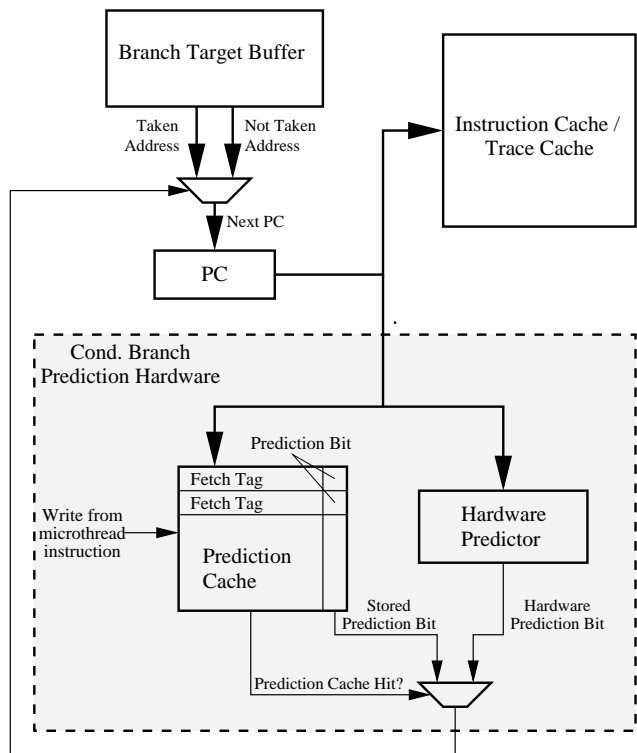 Branch Target Buffer
Taken
Address
Not Taken
Address
Instruction Cache /
Trace Cache
Next PC
PC
Cond. Branch
Prediction Hardware
Prediction Bit
Fetch Tag
Fetch Tag
Write from
microthread
instruction
Prediction
Cache
Hardware
Predictor
Stored
Prediction Bit
Hardware
Prediction Bit
Prediction Cache Hit?